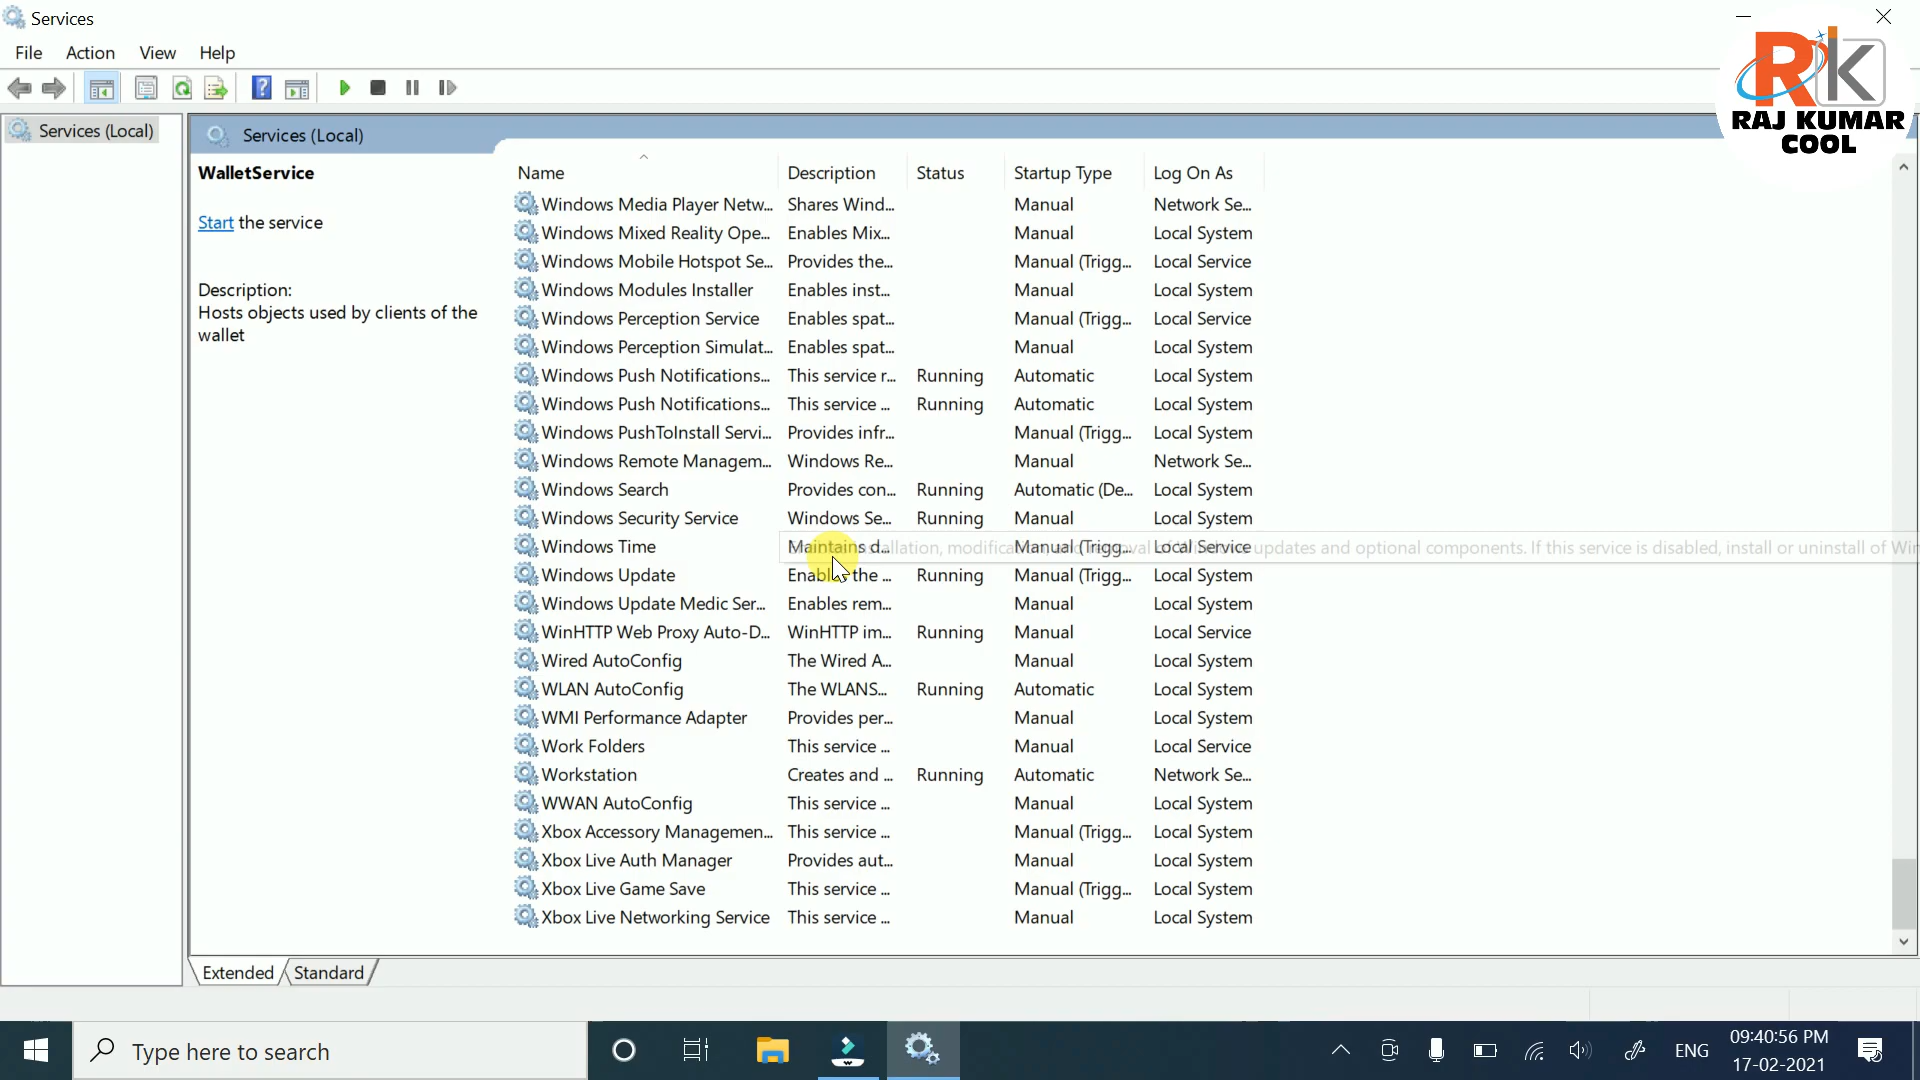 Services
File Action View Help
RK
RAJ KUMAR
COOL
Services (Local)
Services (Local)
WalletService
Start the service
Description:
Hosts objects used by clients of the
wallet
Name Description Status Startup Type Log On As
Windows Media Player Netw... Shares Wind... Manual Network Se...
Windows Mixed Reality Ope... Enables Mix... Manual Local System
Windows Mobile Hotspot Se... Provides the... Manual (Trigg... Local Service
Windows Modules Installer Enables inst... Manual Local System
Windows Perception Service Enables spat... Manual (Trigg... Local Service
Windows Perception Simulat... Enables spat... Manual Local System
Windows Push Notifications... This service r... Running Automatic Local System
Windows Push Notifications... This service ... Running Automatic Local System
Windows PushToInstall Servi... Provides infr... Manual (Trigg... Local System
Windows Remote Managem... Windows Re... Manual Network Se...
Windows Search Provides con... Running Automatic (De... Local System
Windows Security Service Windows Se... Running Manual Local System
Windows Time Maintains d... Manual (Trigg... Local Service
updates and optional components. If this service is disabled, install or uninstall of Win
Windows Update Enables the ... Running Manual (Trigg... Local System
Windows Update Medic Ser... Enables rem... Manual Local System
WinHTTP Web Proxy Auto-D... WinHTTP im... Running Manual Local Service
Wired AutoConfig The Wired A... Manual Local System
WLAN AutoConfig The WLANS... Running Automatic Local System
WMI Performance Adapter Provides per... Manual Local System
Work Folders This service ... Manual Local Service
Workstation Creates and ... Running Automatic Network Se...
WWAN AutoConfig This service ... Manual Local System
Xbox Accessory Managemen... This service ... Manual (Trigg... Local System
Xbox Live Auth Manager Provides aut... Manual Local System
Xbox Live Game Save This service ... Manual (Trigg... Local System
Xbox Live Networking Service This service ... Manual Local System
Extended Standard
Type here to search
ENG
09:40:56 PM
17-02-2021